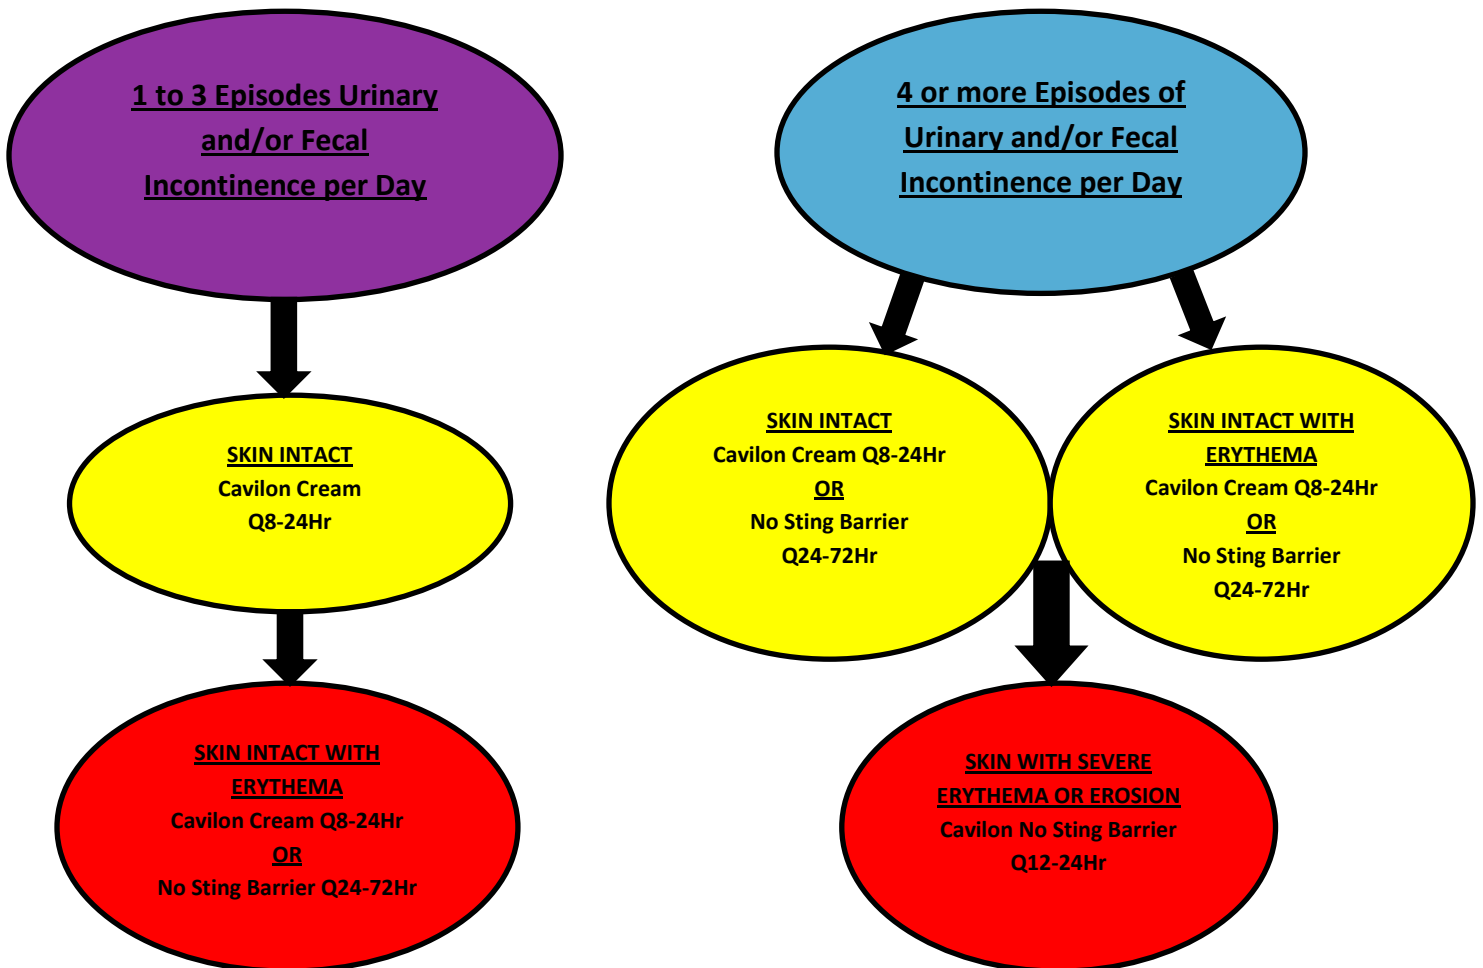 1 to 3 Episodes Urinary
and/or Fecal
Incontinence per Day
SKIN INTACT
Cavilon Cream
Q8-24Hr
SKIN INTACT WITH
ERYTHEMA
Cavilon Cream Q8-24Hr
OR
No Sting Barrier Q24-72Hr
4 or more Episodes of
Urinary and/or Fecal
Incontinence per Day
SKIN INTACT
Cavilon Cream Q8-24Hr
OR
No Sting Barrier
Q24-72Hr
SKIN INTACT WITH
ERYTHEMA
Cavilon Cream Q8-24Hr
OR
No Sting Barrier
Q24-72Hr
SKIN WITH SEVERE
ERYTHEMA OR EROSION
Cavilon No Sting Barrier
Q12-24Hr